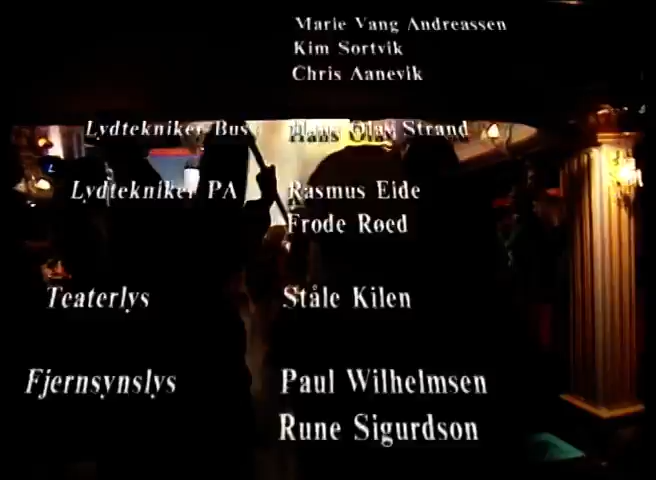 Marie Vang Andreassen
Kim Sortvik
Chris Aanevik
Lydtekniker Buss Hans Olav Strand
Lydtekniker PA Rasmus Eide
Frode Røed
Teaterlys Ståle Kilen
Fjernsynslys Paul Wilhelmsen
Rune Sigurdson